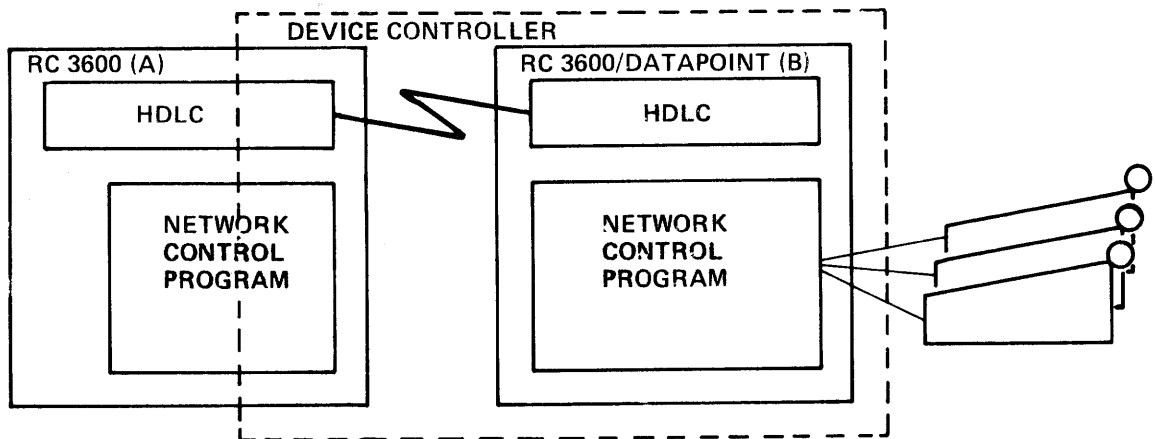 DEVICE CONTROLLER
RC 3600 (A)
RC 3600/DATAPOINT (B)
HDLC
HDLC
NETWORK
CONTROL
PROGRAM
NETWORK
CONTROL
PROGRAM